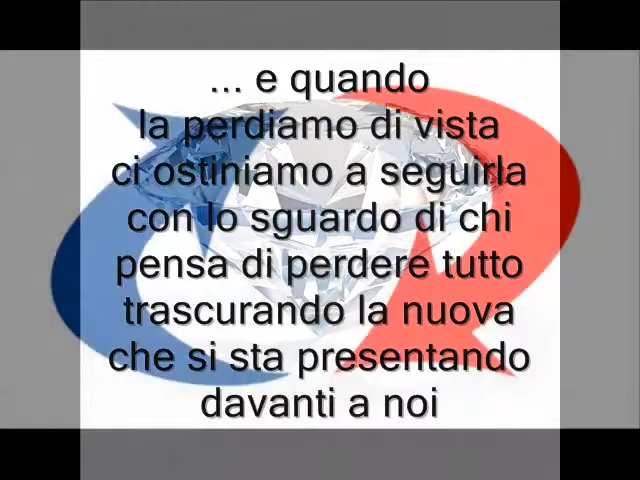 ... e quando
la perdiamo di vista
ci ostiniamo a seguirla
con lo sguardo di chi
pensa di perdere tutto
trascurando la nuova
che si sta presentando
davanti a noi